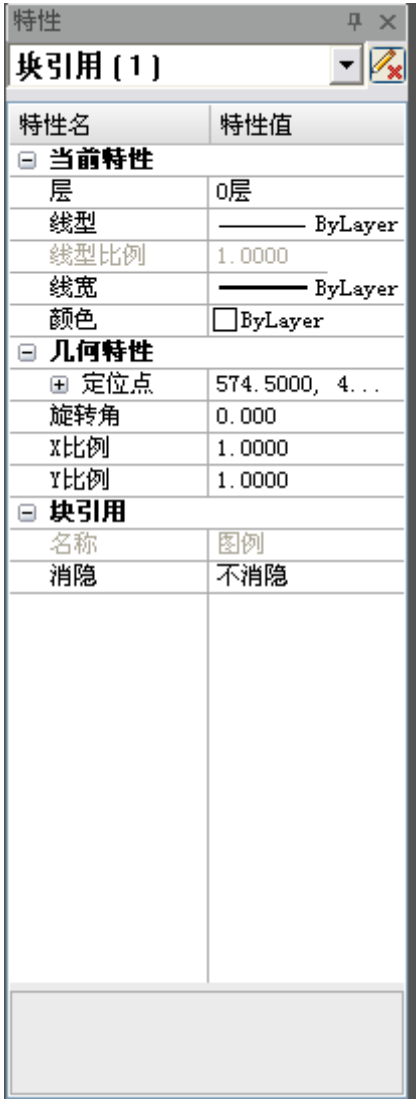 特性
块引用(1)
特性名 特性值
当前特性
层 0层
线型 ByLayer
线型比例 1.0000
线宽 ByLayer
颜色 ByLayer
几何特性
定位点 574.5000, 4...
旋转角 0.000
X比例 1.0000
Y比例 1.0000
块引用
名称 图例
消隐 不消隐